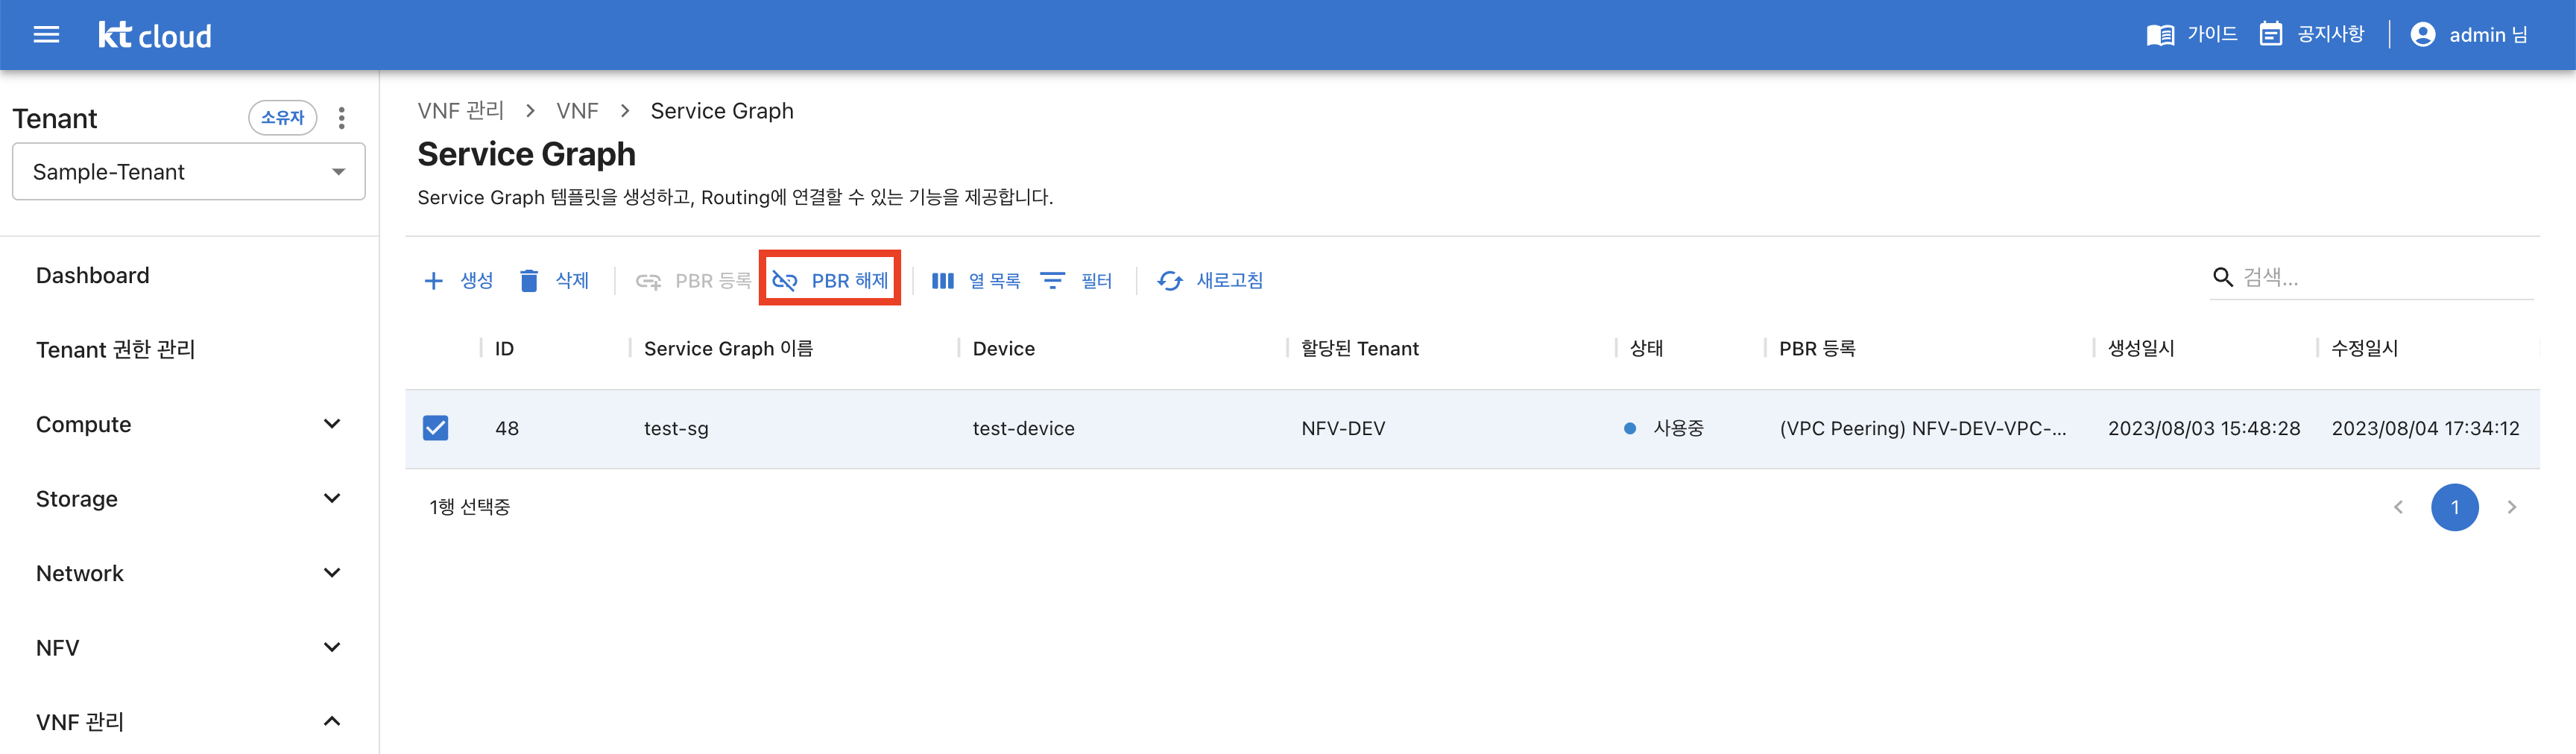 kt cloud
가이드
공지사항
admin 님
Tenant
소유자
Sample-Tenant
Dashboard
Tenant 권한 관리
Compute
Storage
Network
NFV
VNF 관리
VNF 관리 > VNF > Service Graph
Service Graph
Service Graph 템플릿을 생성하고, Routing에 연결할 수 있는 기능을 제공합니다.
생성 삭제 PBR 등록 PBR 해제 열 목록 필터 새로고침
검색...
ID Service Graph 이름 Device 할당된 Tenant 상태 PBR 등록 생성일시 수정일시
48 test-sg test-device NFV-DEV 사용중 (VPC Peering) NFV-DEV-VPC-... 2023/08/03 15:48:28 2023/08/04 17:34:12
1행 선택중
1